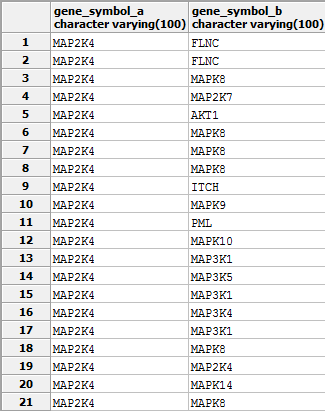 gene_symbol_a gene_symbol_b
character varying(100) character varying(100)
1 MAP2K4 FLNC
2 MAP2K4 FLNC
3 MAP2K4 MAPK8
4 MAP2K4 MAP2K7
5 MAP2K4 AKT1
6 MAP2K4 MAPK8
7 MAP2K4 MAPK8
8 MAP2K4 MAPK8
9 MAP2K4 ITCH
10 MAP2K4 MAPK9
11 MAP2K4 PML
12 MAP2K4 MAPK10
13 MAP2K4 MAP3K1
14 MAP2K4 MAP3K5
15 MAP2K4 MAP3K1
16 MAP2K4 MAP3K4
17 MAP2K4 MAP3K1
18 MAP2K4 MAPK8
19 MAP2K4 MAP2K4
20 MAP2K4 MAPK14
21 MAP2K4 MAPK8